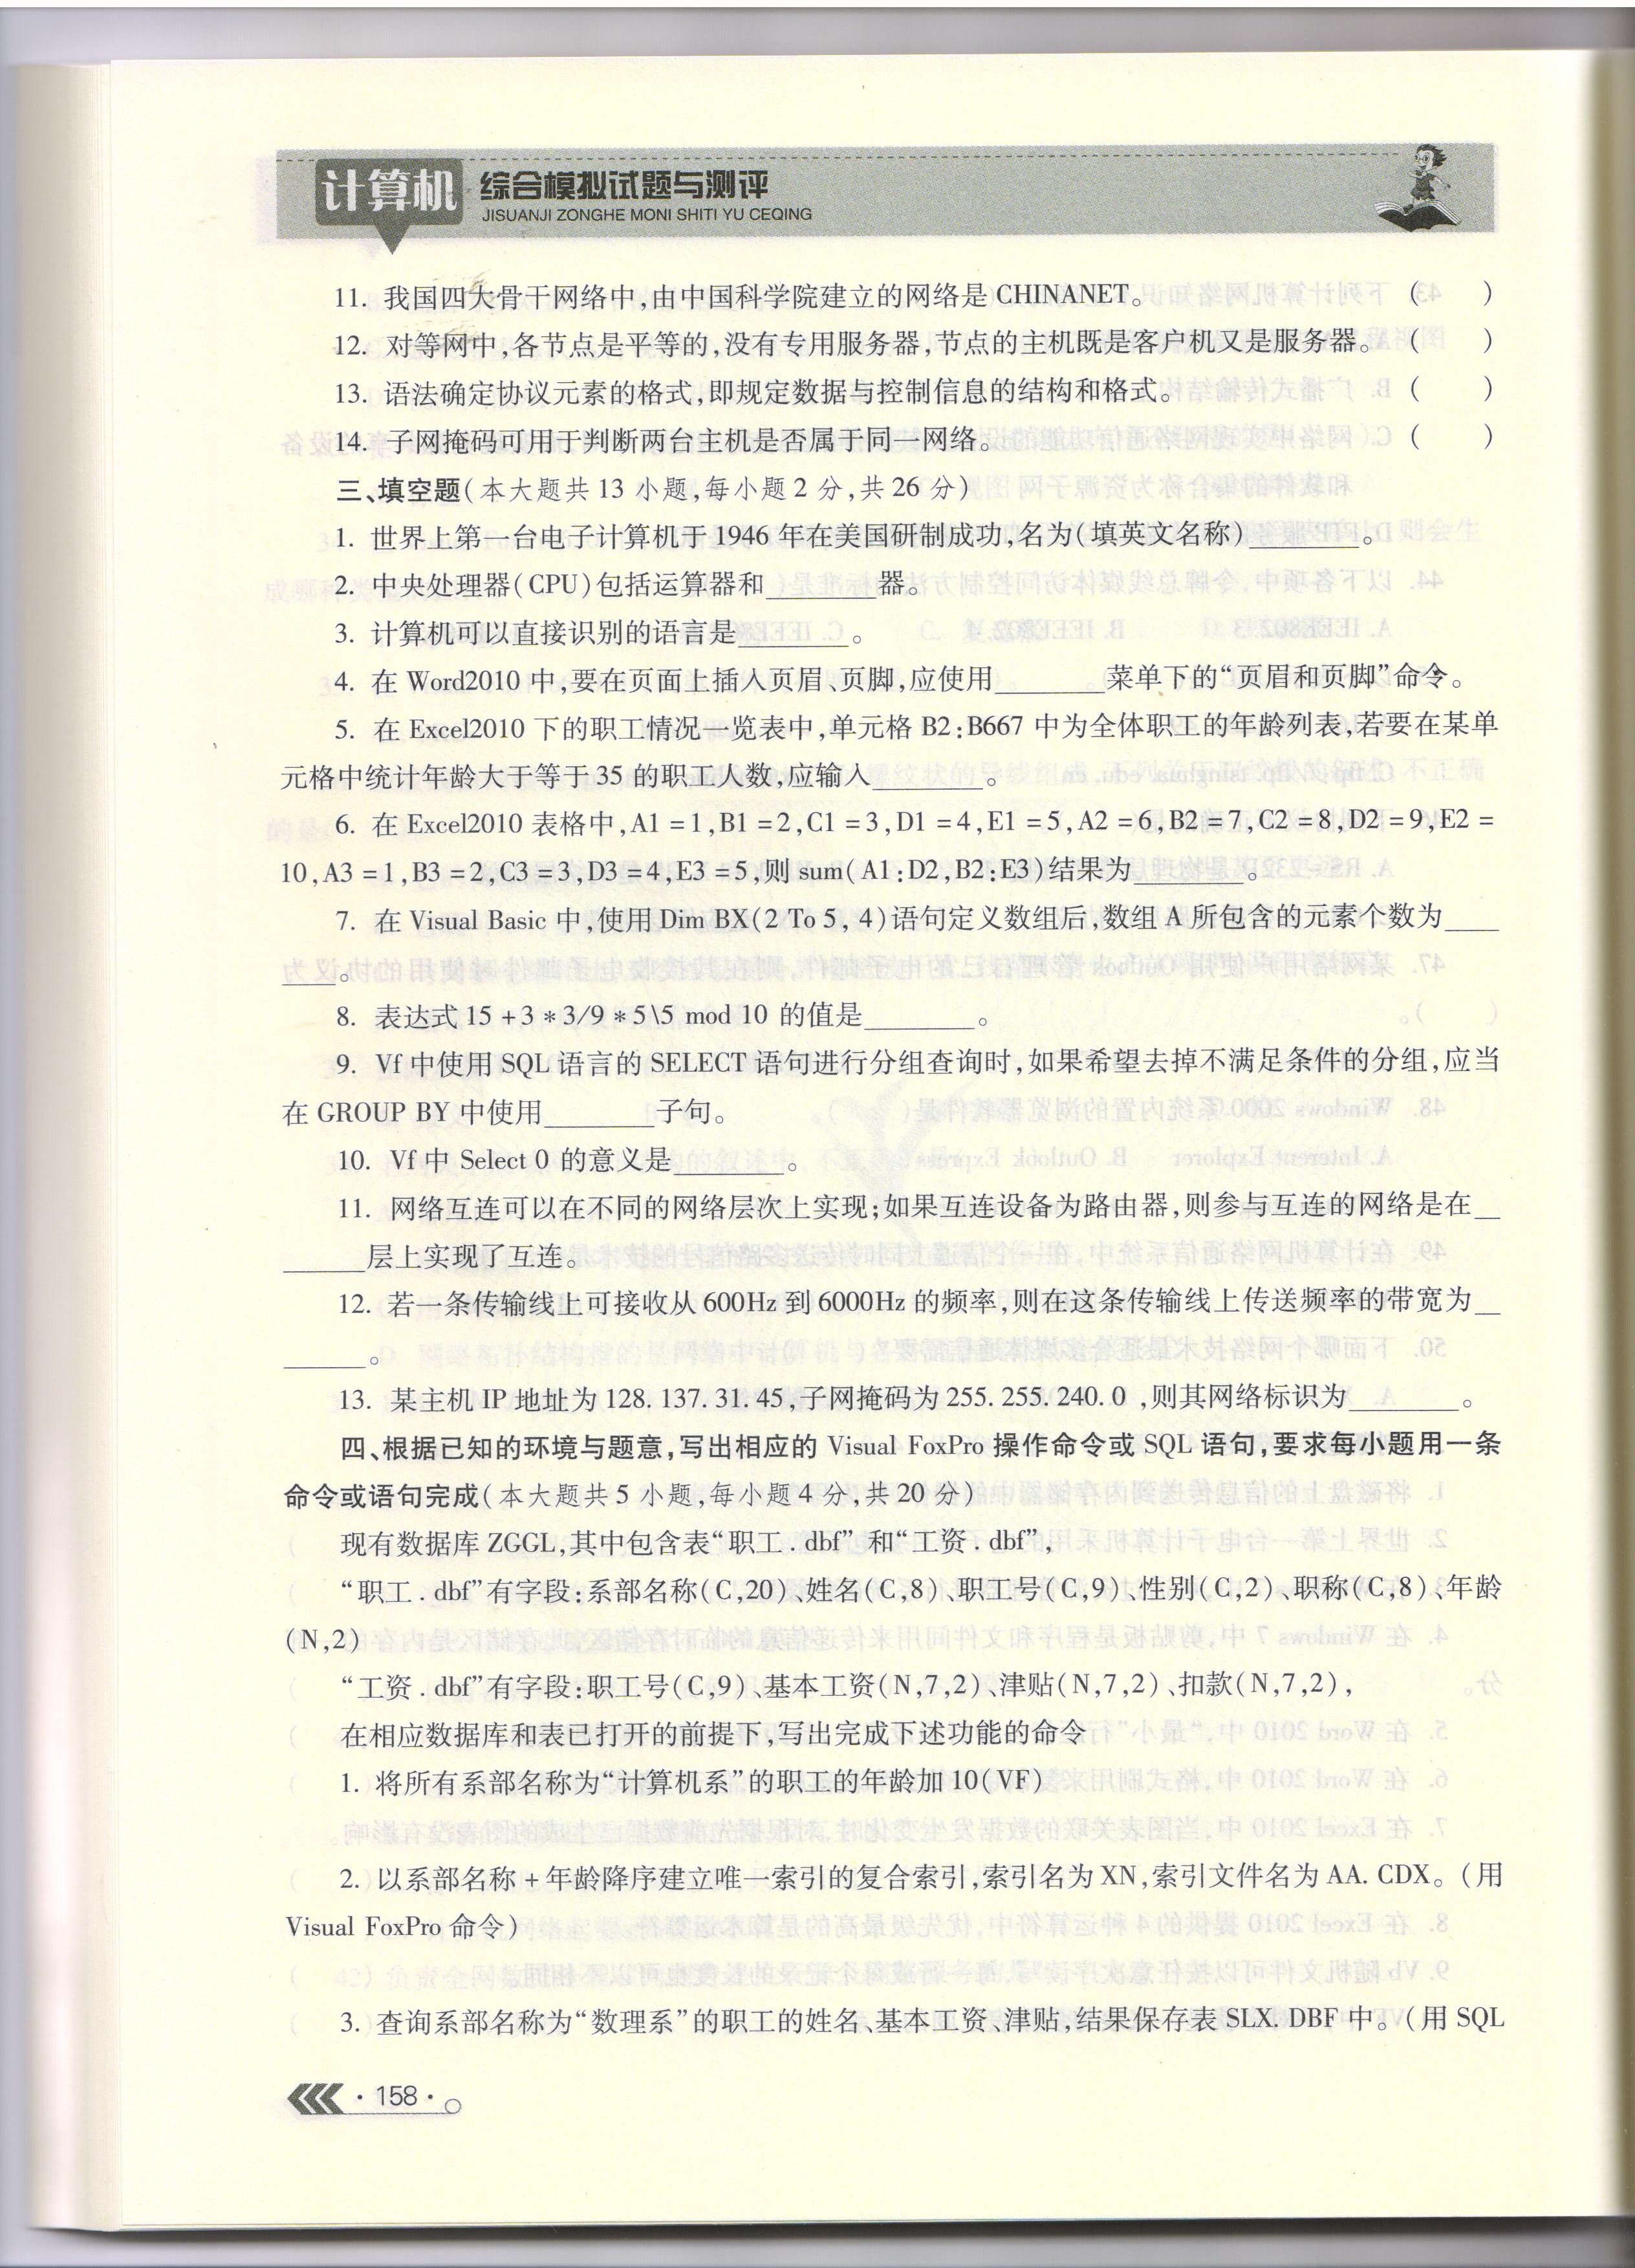 计算机 综合模拟试题与测评
JISUANJI ZONGHE MONI SHITI YU CEQING
11. 我国四大骨干网络中,由中国科学院建立的网络是 CHINANET。 ( )
12. 对等网中,各节点是平等的,没有专用服务器,节点的主机既是客户机又是服务器。 ( )
13. 语法确定协议元素的格式,即规定数据与控制信息的结构和格式。 ( )
14. 子网掩码可用于判断两台主机是否属于同一网络。 ( )
三、填空题(本大题共 13 小题,每小题 2 分,共 26 分)
1. 世界上第一台电子计算机于 1946 年在美国研制成功,名为(填英文名称)________。
2. 中央处理器(CPU)包括运算器和________器。
3. 计算机可以直接识别的语言是________。
4. 在 Word2010 中,要在页面上插入页眉、页脚,应使用________菜单下的“页眉和页脚”命令。
5. 在 Excel2010 下的职工情况一览表中,单元格 B2:B667 中为全体职工的年龄列表,若要在某单
元格中统计年龄大于等于 35 的职工人数,应输入________。
6. 在 Excel2010 表格中,A1 =1,B1 =2,C1 =3,D1 =4,E1 =5,A2 =6,B2 =7,C2 =8,D2 =9,E2 =
10,A3 =1,B3 =2,C3 =3,D3 =4,E3 =5,则 sum(A1:D2,B2:E3)结果为________。
7. 在 Visual Basic 中,使用 Dim BX(2 To 5, 4)语句定义数组后,数组 A 所包含的元素个数为____
____。
8. 表达式 15 +3 * 3/9 * 5\5 mod 10 的值是________。
9. Vf 中使用 SQL 语言的 SELECT 语句进行分组查询时,如果希望去掉不满足条件的分组,应当
在 GROUP BY 中使用________子句。
10. Vf 中 Select 0 的意义是________。
11. 网络互连可以在不同的网络层次上实现;如果互连设备为路由器,则参与互连的网络是在__
______层上实现了互连。
12. 若一条传输线上可接收从 600Hz 到 6000Hz 的频率,则在这条传输线上传送频率的带宽为__
______。
13. 某主机 IP 地址为 128. 137. 31. 45,子网掩码为 255. 255. 240. 0 ,则其网络标识为________。
四、根据已知的环境与题意,写出相应的 Visual FoxPro 操作命令或 SQL 语句,要求每小题用一条
命令或语句完成(本大题共 5 小题,每小题 4 分,共 20 分)
现有数据库 ZGGL,其中包含表“职工 . dbf” 和“工资 . dbf”,
“职工 . dbf”有字段:系部名称(C,20)、姓名(C,8)、职工号(C,9)、性别(C,2)、职称(C,8)、年龄
(N,2)
“工资 . dbf”有字段:职工号(C,9)、基本工资(N,7,2)、津贴(N,7,2)、扣款(N,7,2),
在相应数据库和表已打开的前提下,写出完成下述功能的命令
1. 将所有系部名称为“计算机系”的职工的年龄加 10(VF)
2. 以系部名称 + 年龄降序建立唯一索引的复合索引,索引名为 XN,索引文件名为 AA. CDX。(用
Visual FoxPro 命令)
3. 查询系部名称为“数理系”的职工的姓名、基本工资、津贴,结果保存表 SLX. DBF 中。(用 SQL
· 158 ·